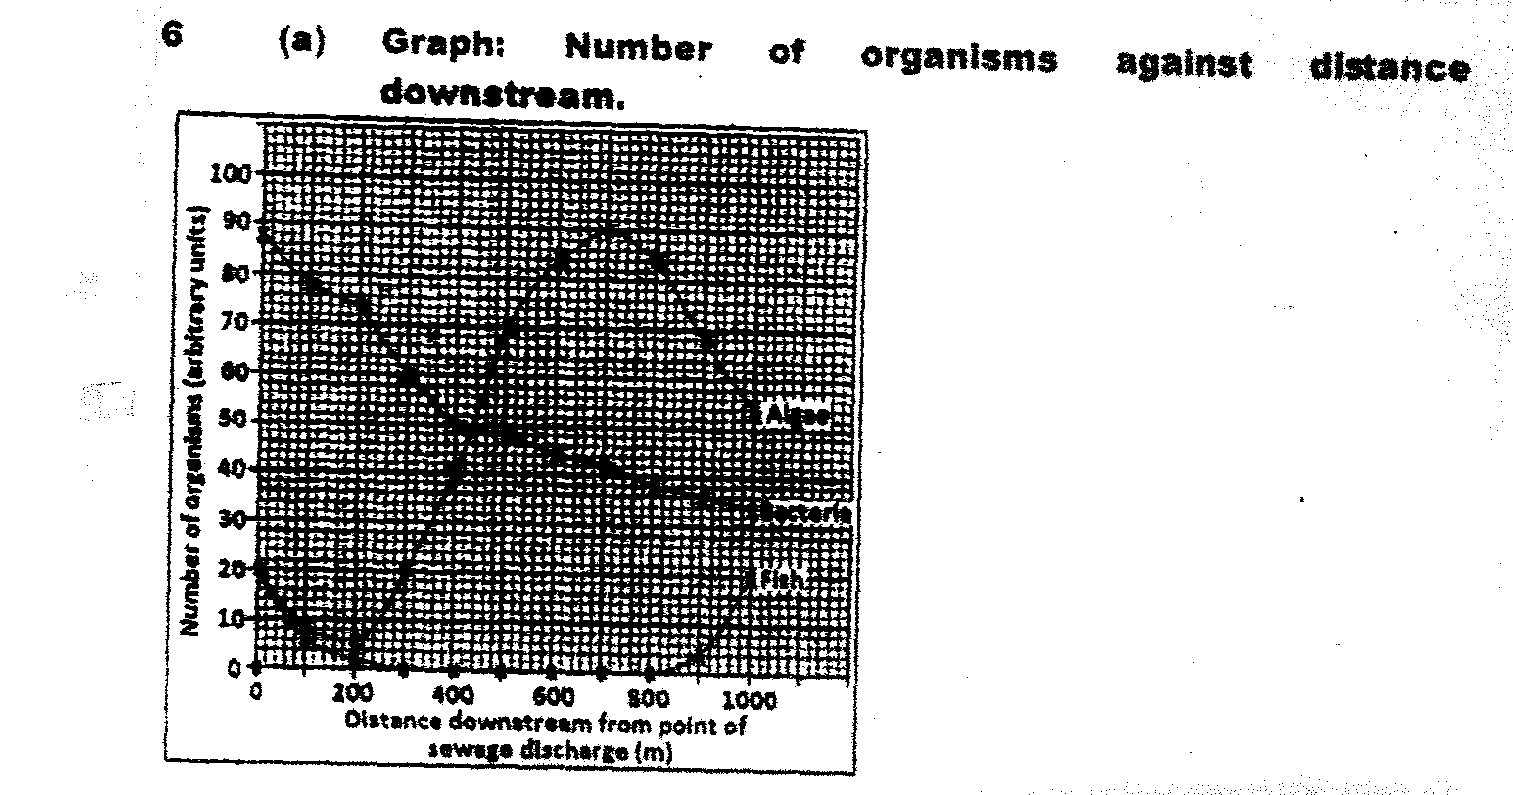 6 (a) Graph: Number of organisms against distance
downstream.
100
90
80
70
60
50
40
30
20
10
0
Number of organisms (arbitrary units)
Algae
Bacteria
Fish
0 200 400 600 800 1000
Distance downstream from point of
sewage discharge (m)